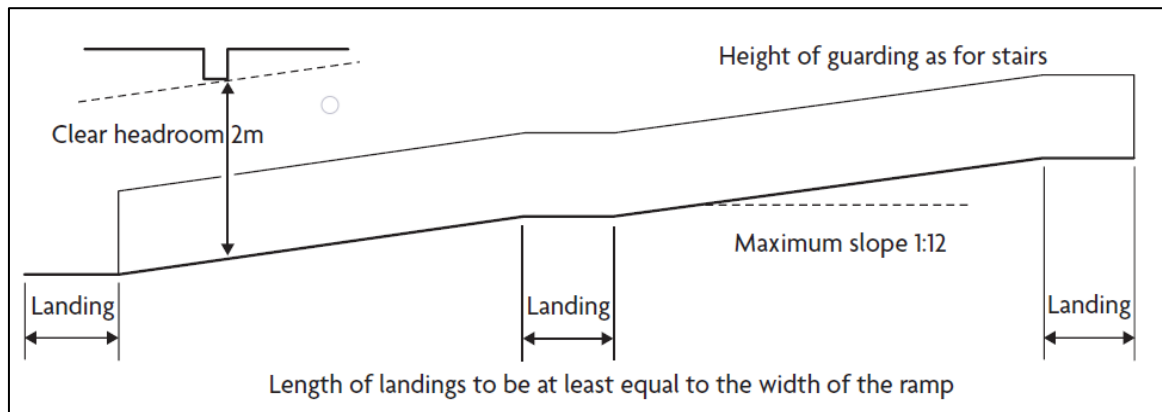 Height of guarding as for stairs
Clear headroom 2m
Maximum slope 1:12
Landing
Landing
Landing
Length of landings to be at least equal to the width of the ramp